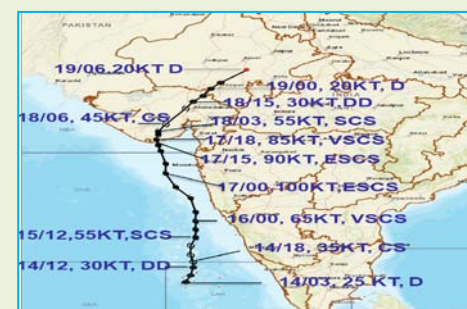 PAKISTAN
19/06.20KT D
19/00, 20KT, D
INDIA
18/15, 30KT,DD
18/06, 45KT, CS
18/03, 55KT, SCS
17/18, 85KT, VSCS
17/15, 90KT, ESCS
17/00,100KT,ESCS
16/00, 65KT, VSCS
15/12,55KT,SCS
14/18, 35KT, CS
14/12, 30KT, DD
14/03, 25 KT, D